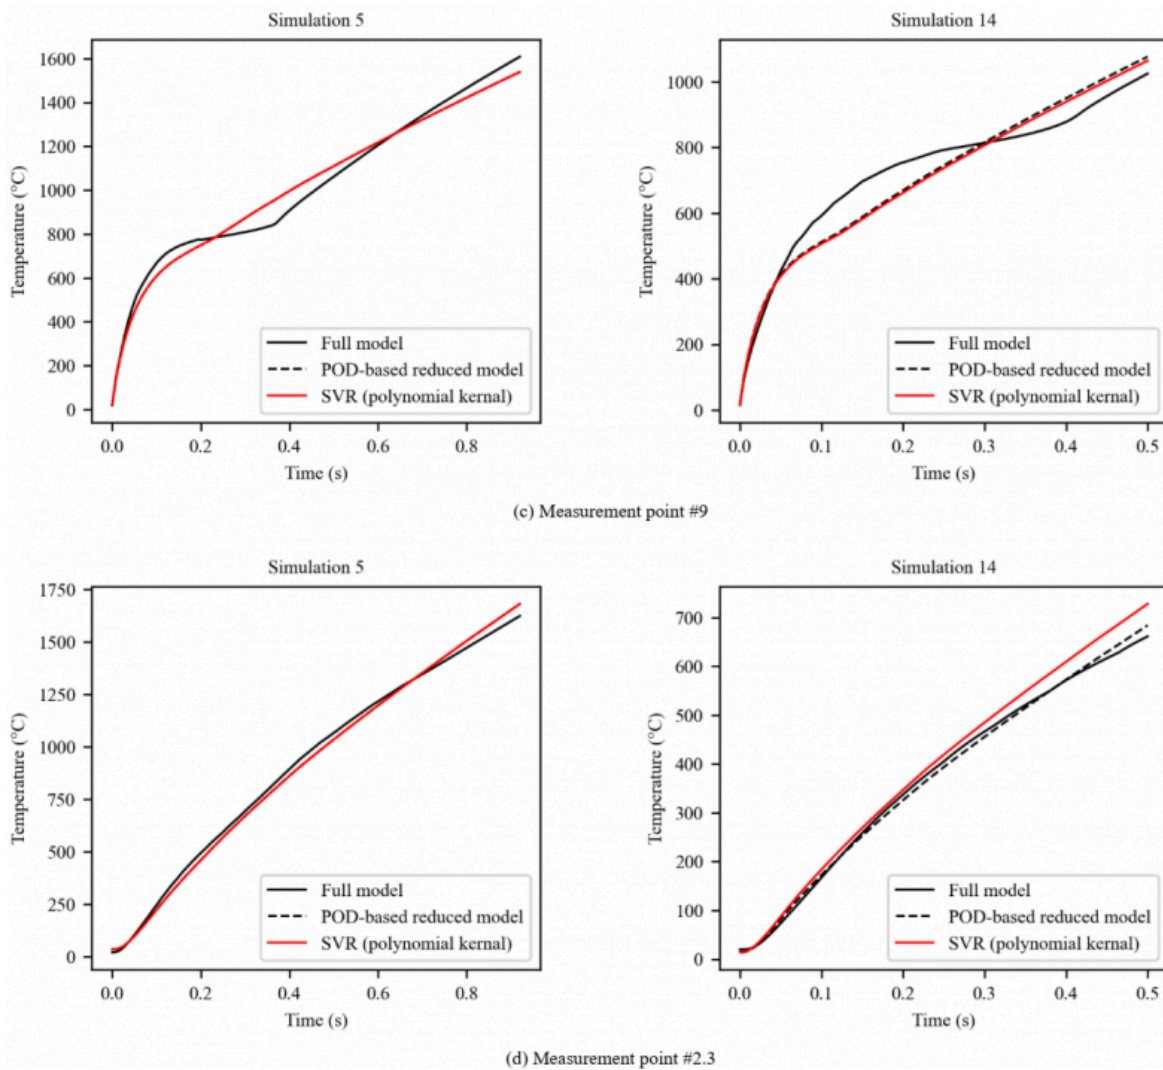 Simulation 5
1600
1400
1200
1000
800
600
400
200
0
Temperature (°C)
Full model
POD-based reduced model
SVR (polynomial kernal)
0.0 0.2 0.4 0.6 0.8
Time (s)
Simulation 14
1000
800
600
400
200
0
Temperature (°C)
Full model
POD-based reduced model
SVR (polynomial kernal)
0.0 0.1 0.2 0.3 0.4 0.5
Time (s)
(c) Measurement point #9
Simulation 5
1750
1500
1250
1000
750
500
250
0
Temperature (°C)
Full model
POD-based reduced model
SVR (polynomial kernal)
0.0 0.2 0.4 0.6 0.8
Time (s)
Simulation 14
700
600
500
400
300
200
100
0
Temperature (°C)
Full model
POD-based reduced model
SVR (polynomial kernal)
0.0 0.1 0.2 0.3 0.4 0.5
Time (s)
(d) Measurement point #2.3